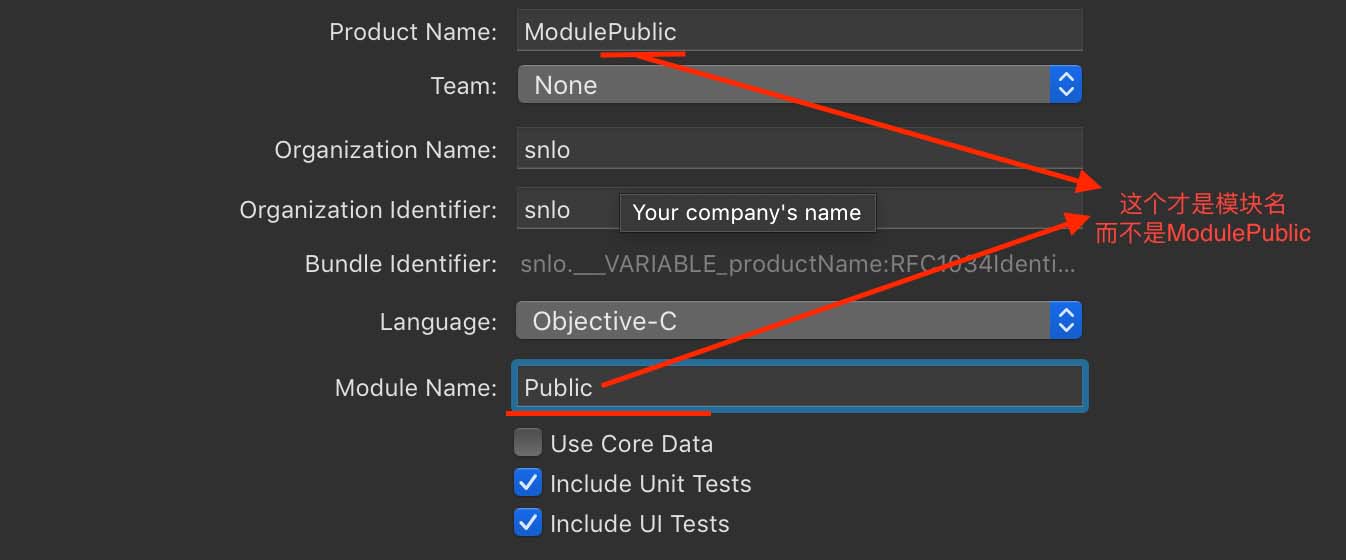 Product Name: ModulePublic
Team: None
Organization Name: snlo
Organization Identifier: snlo
Your company's name
这个才是模块名
而不是ModulePublic
Bundle Identifier: snlo.___VARIABLE_productName:RFC1034Identi...
Language: Objective-C
Module Name: Public
Use Core Data
Include Unit Tests
Include UI Tests